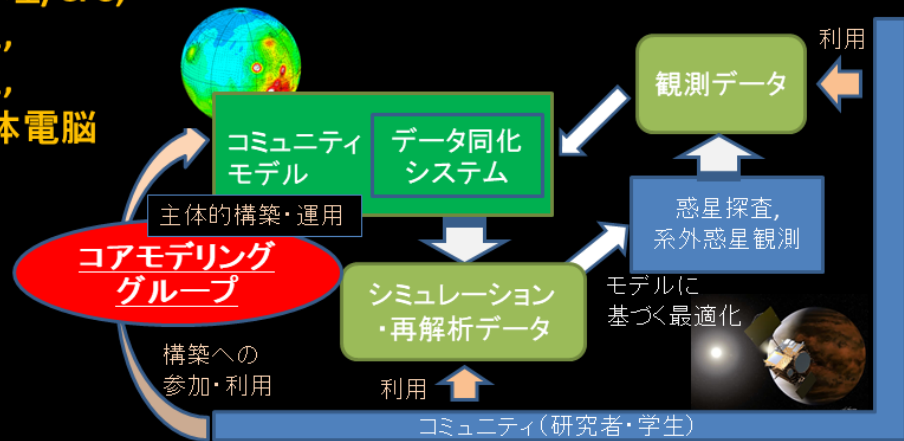 体電脳
利用
観測データ
コミュニティ
モデル
データ同化
システム
主体的構築・運用
惑星探査,
系外惑星観測
コアモデリング
グループ
シミュレーション
・再解析データ
モデルに
基づく最適化
構築への
参加・利用
利用
コミュニティ(研究者・学生)